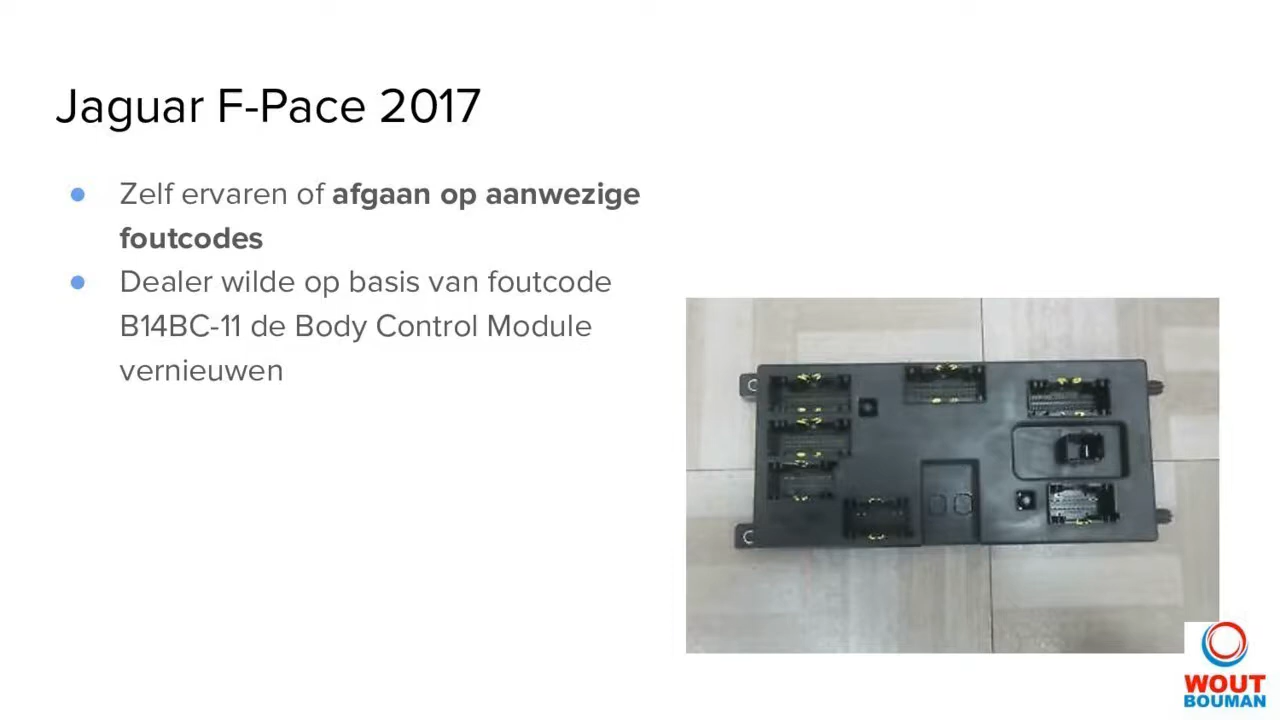 Jaguar F-Pace 2017
Zelf ervaren of afgaan op aanwezige
foutcodes
Dealer wilde op basis van foutcode
B14BC-11 de Body Control Module
vernieuwen
WOUT
BOUMAN